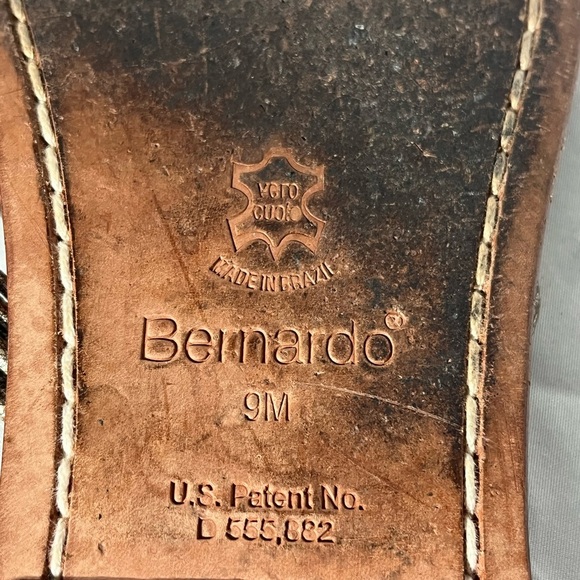 vero
cuoio
MADE IN BRAZIL
Bernardo®
9M
U.S. Patent No.
D 555,882